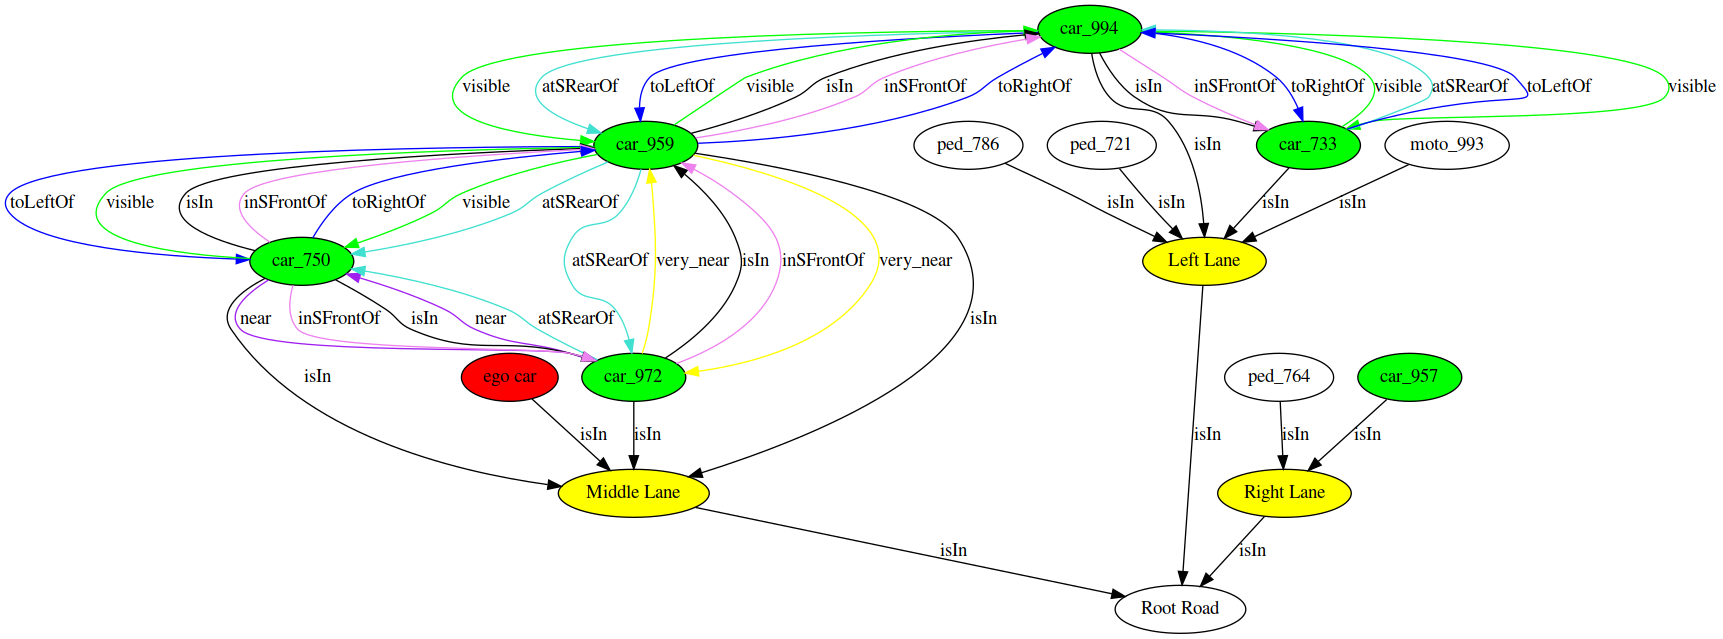 car_994
visible
atSRearOf
toLeftOf
visible
isIn
inSFrontOf
toRightOf
isIn
inSFrontOf
toRightOf
visible
atSRearOf
toLeftOf
visible
car_959
ped_786
ped_721
car_733
moto_993
isIn
toLeftOf
visible
isIn
inSFrontOf
toRightOf
visible
atSRearOf
isIn
isIn
isIn
isIn
car_750
atSRearOf
very_near
isIn
inSFrontOf
very_near
Left Lane
near
inSFrontOf
isIn
near
atSRearOf
isIn
isIn
ego car
car_972
ped_764
car_957
isIn
isIn
isIn
isIn
isIn
Middle Lane
Right Lane
isIn
isIn
Root Road